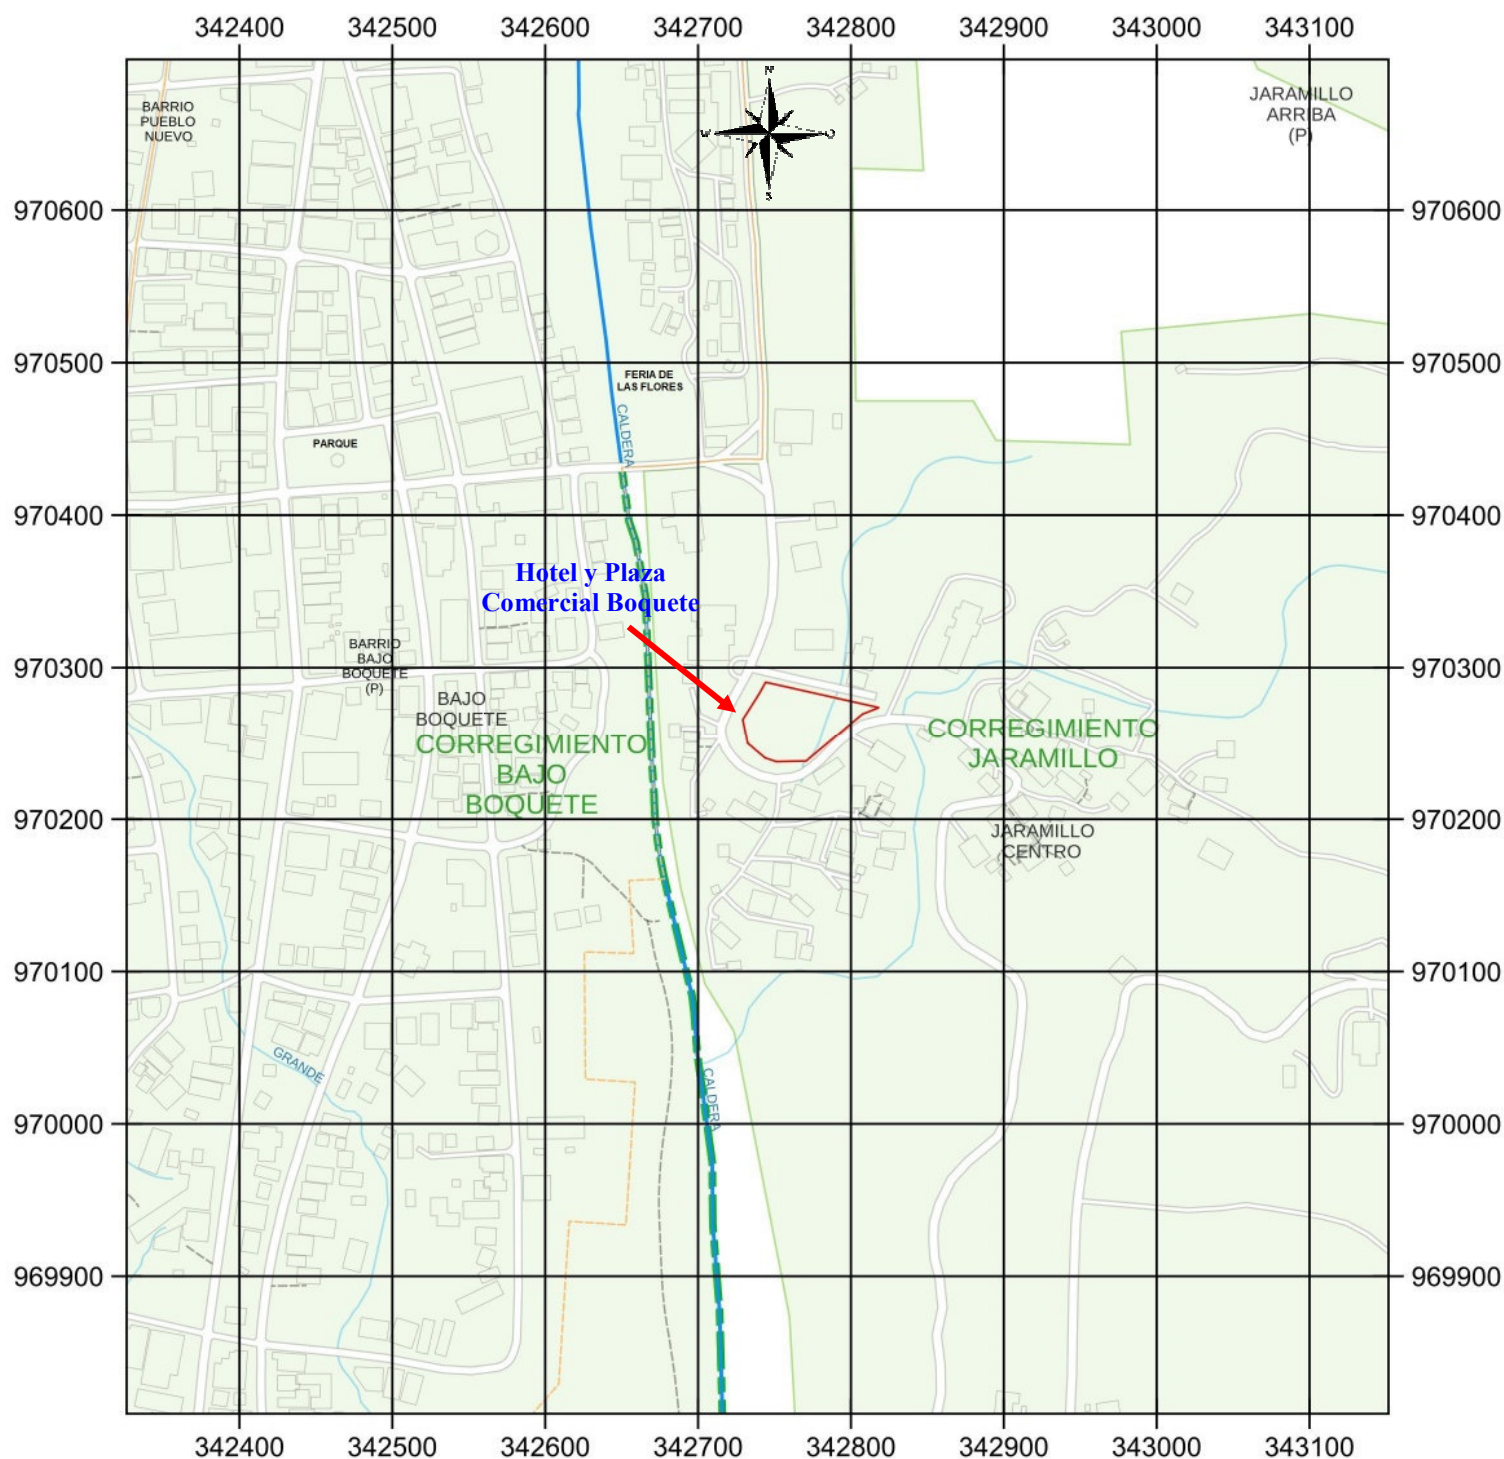 342400 342500 342600 342700 342800 342900 343000 343100
N
W
O
S
BARRIO
PUEBLO
NUEVO
JARAMILLO
ARRIBA
(P)
970600 970600
970500 970500
FERIA DE
LAS FLORES
CALDERA
PARQUE
970400 970400
Hotel y Plaza
Comercial Boquete
BARRIO
BAJO
BOQUETE
(P)
970300 970300
BAJO
BOQUETE
CORREGIMIENTO
BAJO
BOQUETE
CORREGIMIENTO
JARAMILLO
970200 970200
JARAMILLO
CENTRO
970100 970100
GRANDE
CALDERA
970000 970000
969900 969900
342400 342500 342600 342700 342800 342900 343000 343100